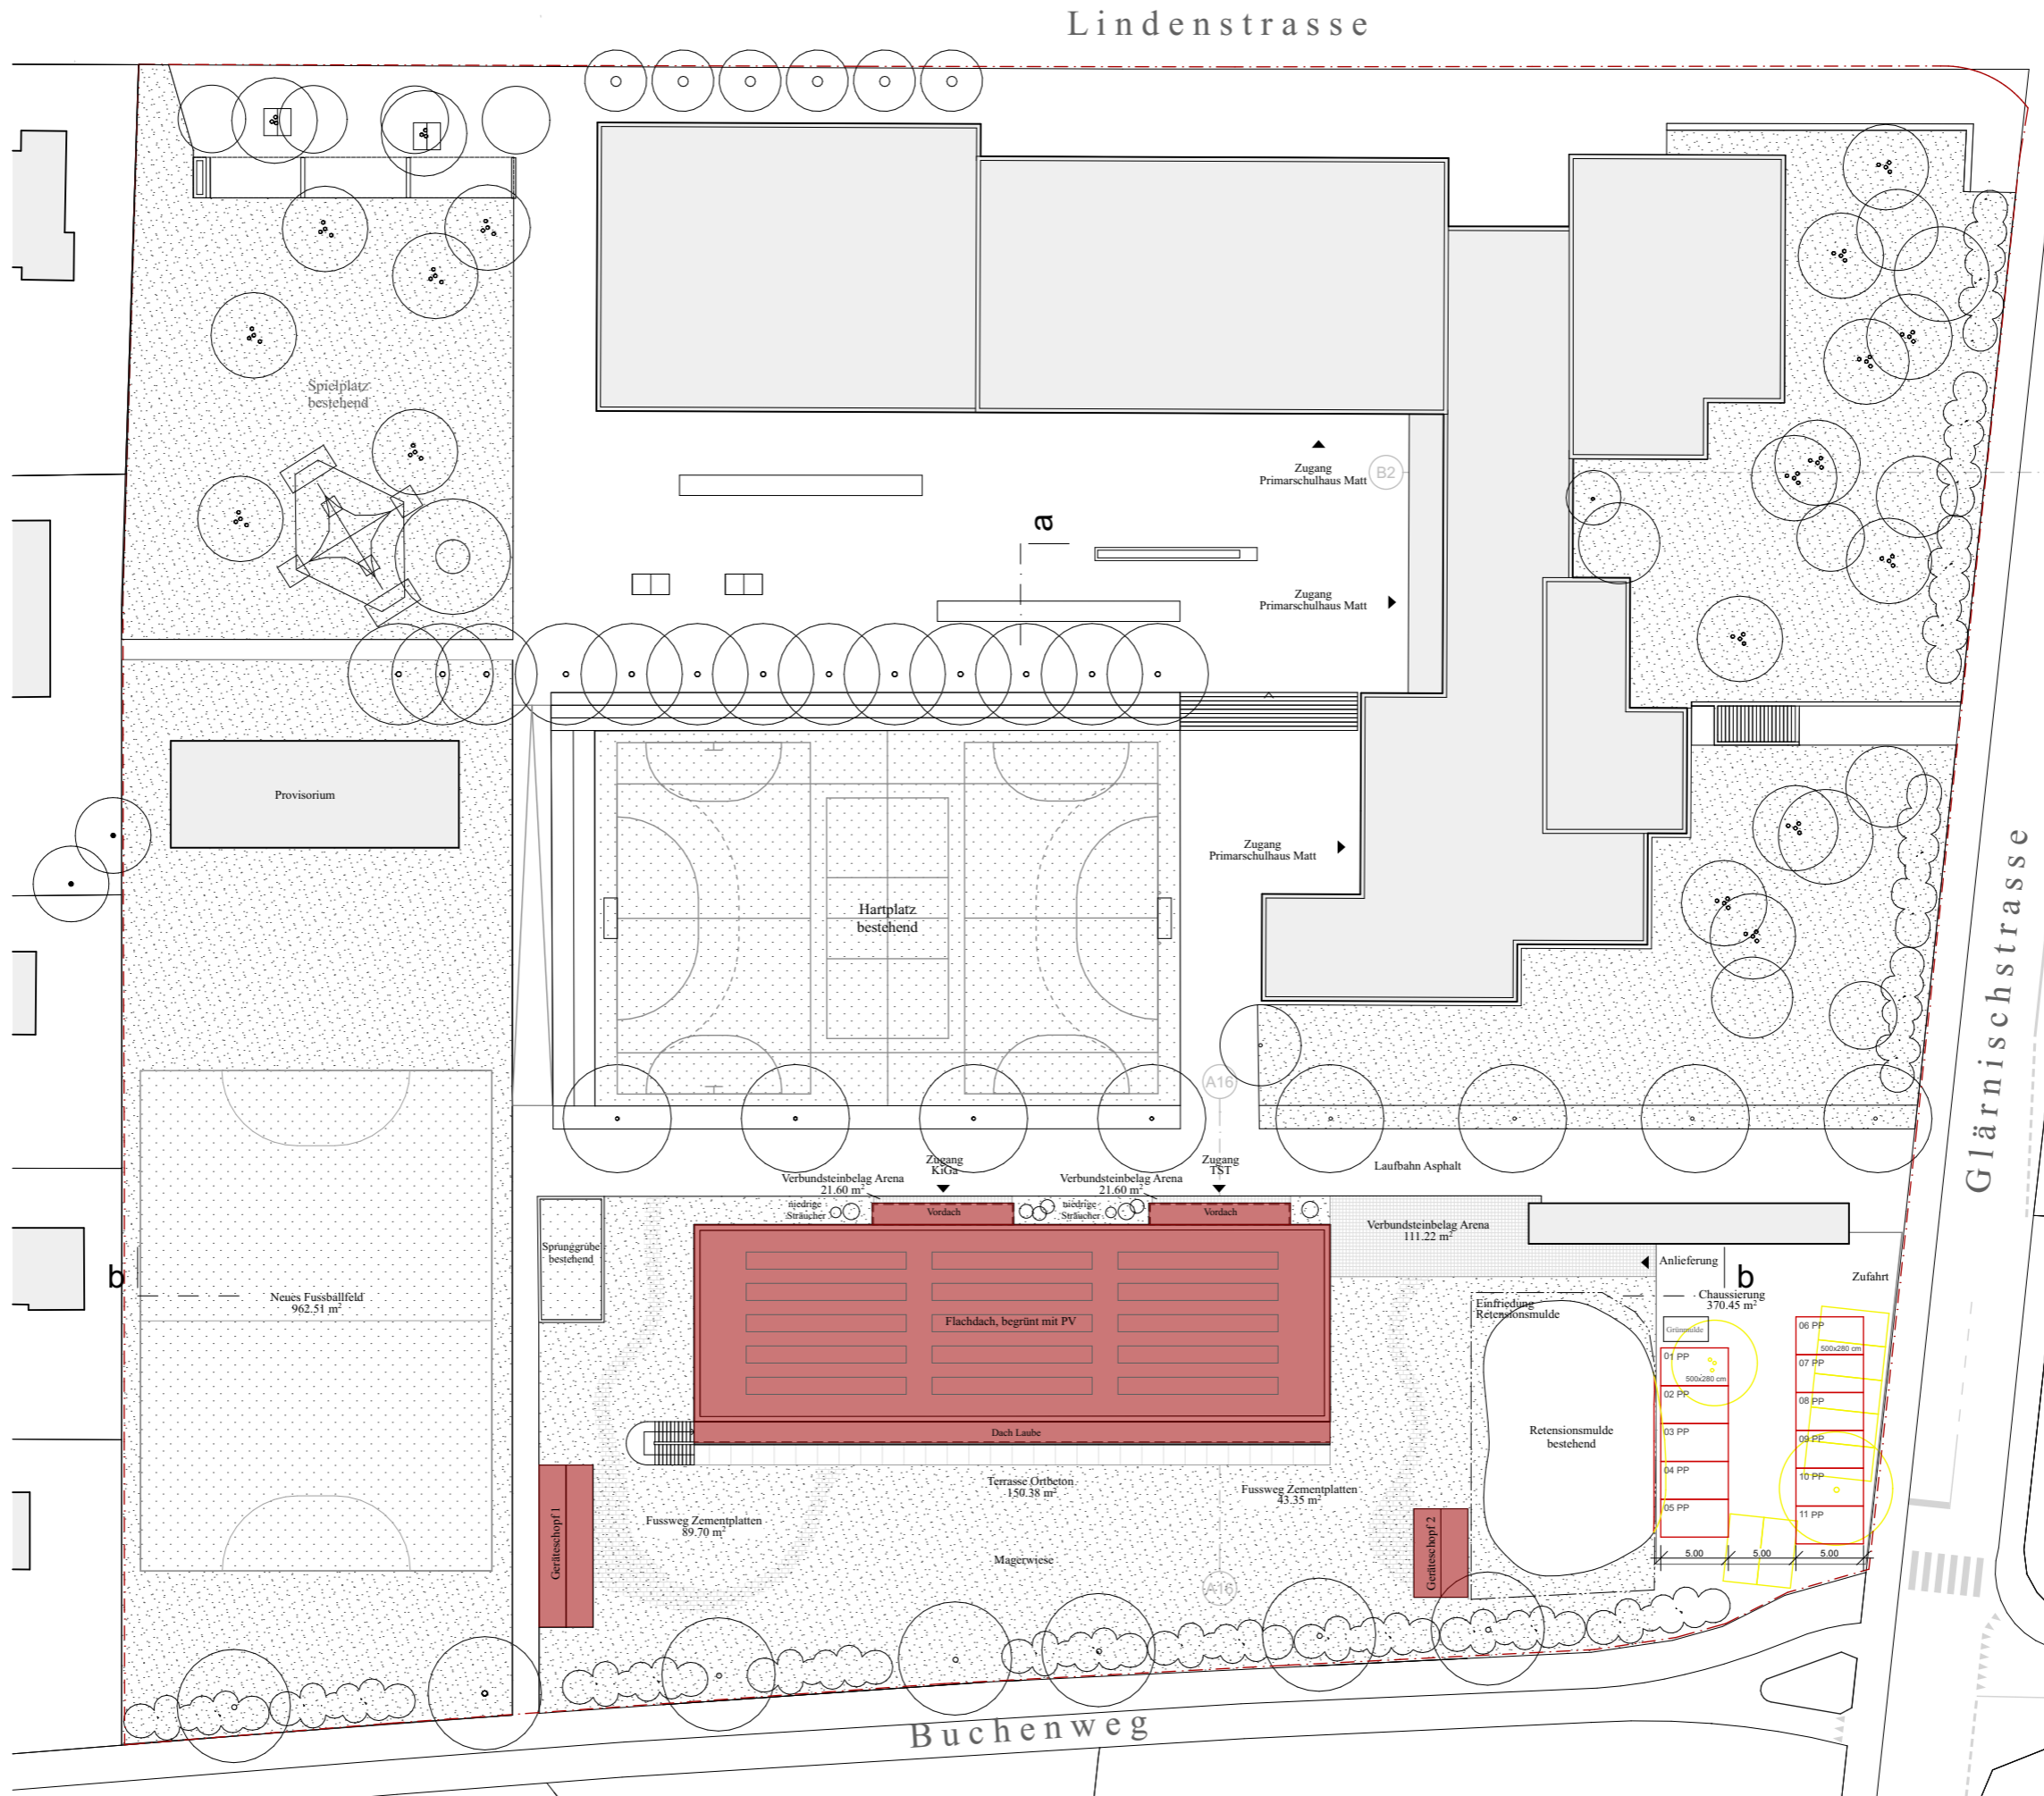 Lindenstrasse
Spielplatz
bestehend
Zugang
Primarschulhaus Matt
B2
a
Zugang
Primarschulhaus Matt
Provisorium
Zugang
Primarschulhaus Matt
Hartplatz
bestehend
Glärnischstrasse
A16
Zugang
KiGa
Zugang
TST
Laufbahn Asphalt
Verbundsteinbelag Arena
21.60 m²
Verbundsteinbelag Arena
21.60 m²
niedrige
Sträucher
Vordach
niedrige
Sträucher
Vordach
Verbundsteinbelag Arena
111.22 m²
Sprunggrube
bestehend
Anlieferung
Zufahrt
b
b
Neues Fussballfeld
962.51 m²
Chaussierung
370.45 m²
Einfriedung
Retensionsmulde
Flachdach, begrünt mit PV
Grünmulde
06 PP
500x280 cm
01 PP
500x280 cm
07 PP
02 PP
08 PP
03 PP
09 PP
04 PP
10 PP
05 PP
11 PP
Retensionsmulde
bestehend
Dach Laube
Terrasse Ortbeton
150.38 m²
Fussweg Zementplatten
43.35 m²
Fussweg Zementplatten
89.70 m²
Geräteschopf 1
Geräteschopf 2
Magerwiese
5.00
5.00
5.00
A16
Buchenweg